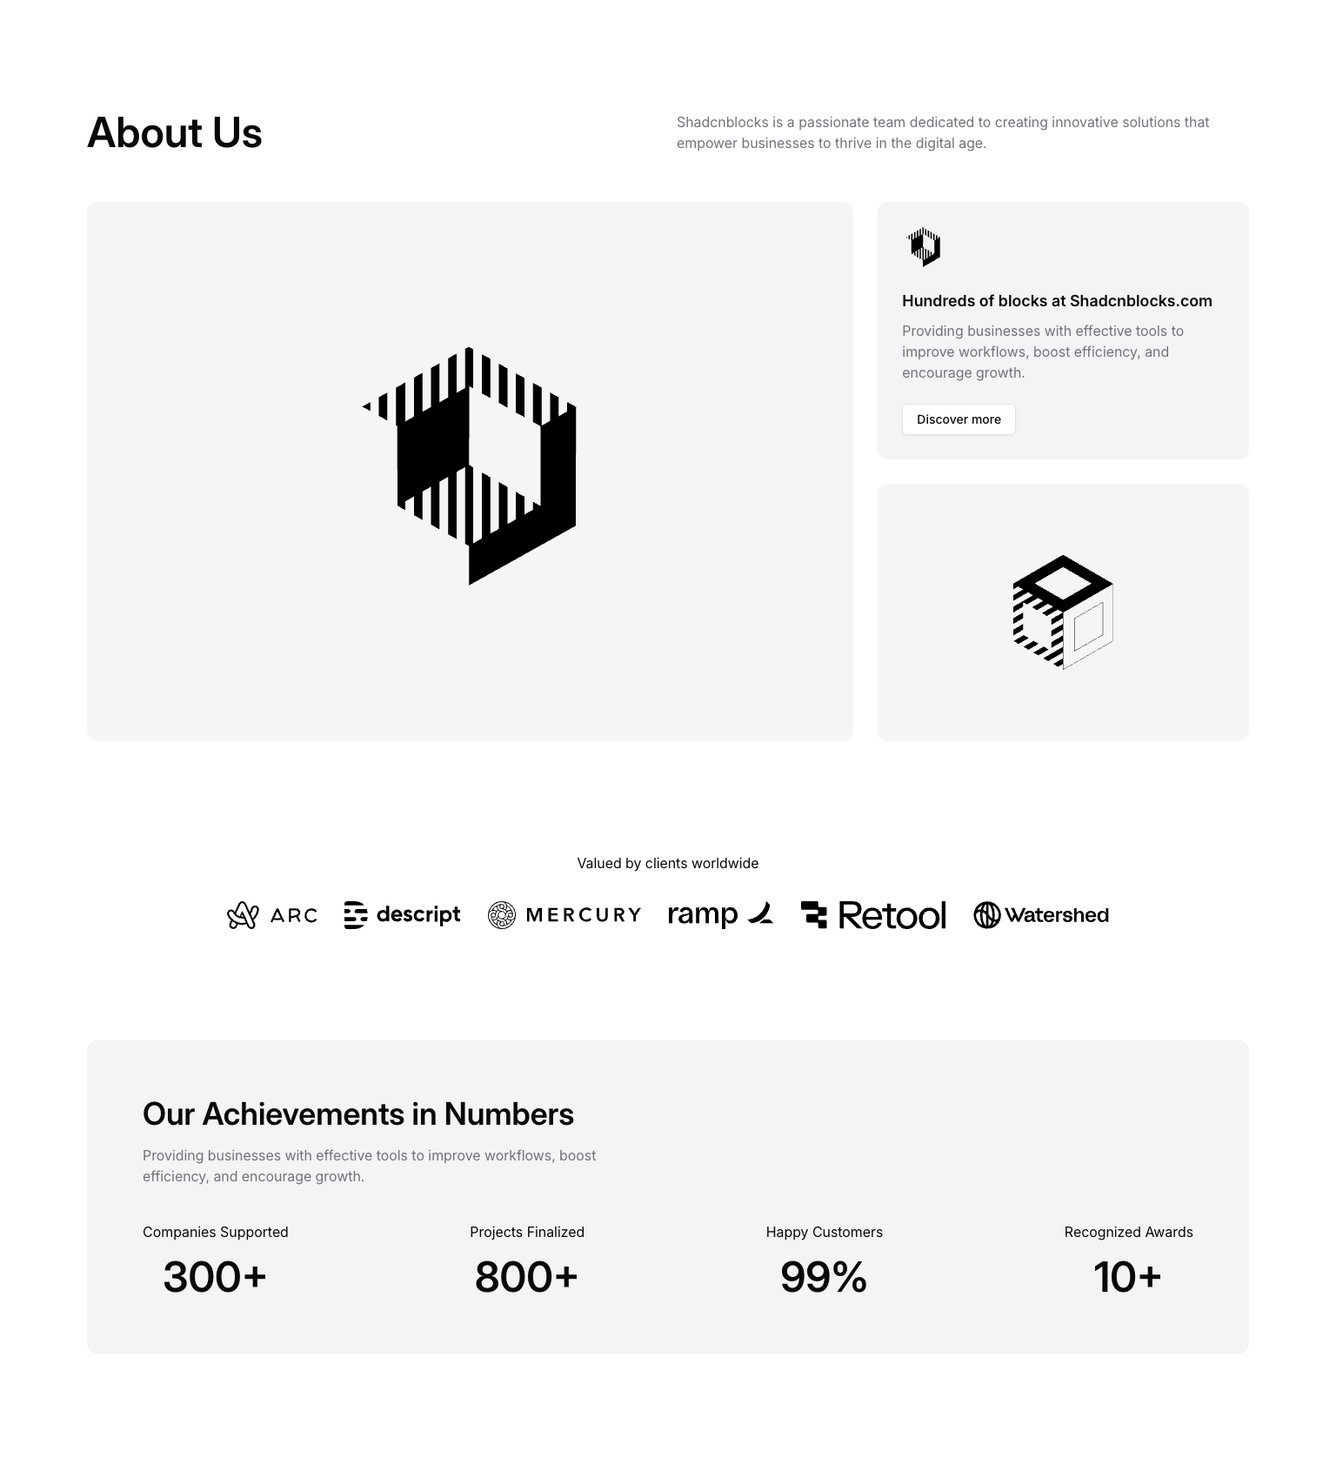 About Us
Shadcnblocks is a passionate team dedicated to creating innovative solutions that
empower businesses to thrive in the digital age.
Hundreds of blocks at Shadcnblocks.com
Providing businesses with effective tools to
improve workflows, boost efficiency, and
encourage growth.
Discover more
Valued by clients worldwide
ARC descript MERCURY ramp Retool Watershed
Our Achievements in Numbers
Providing businesses with effective tools to improve workflows, boost
efficiency, and encourage growth.
Companies Supported Projects Finalized Happy Customers Recognized Awards
300+ 800+ 99% 10+